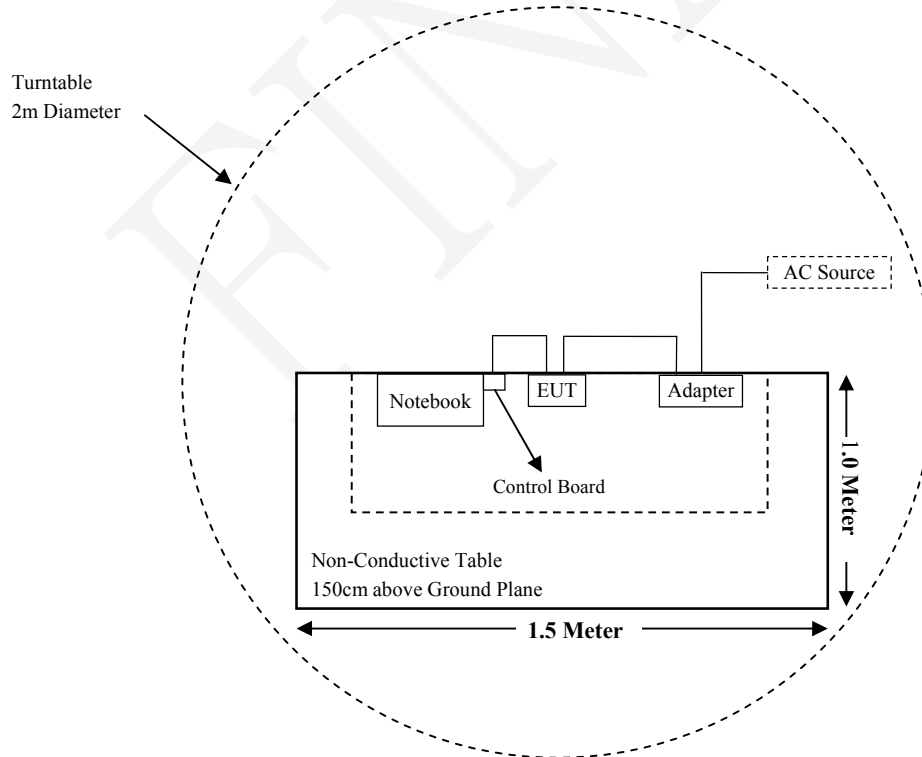 Turntable
2m Diameter
AC Source
Notebook
EUT
Adapter
Control Board
1.0 Meter
Non-Conductive Table
150cm above Ground Plane
1.5 Meter